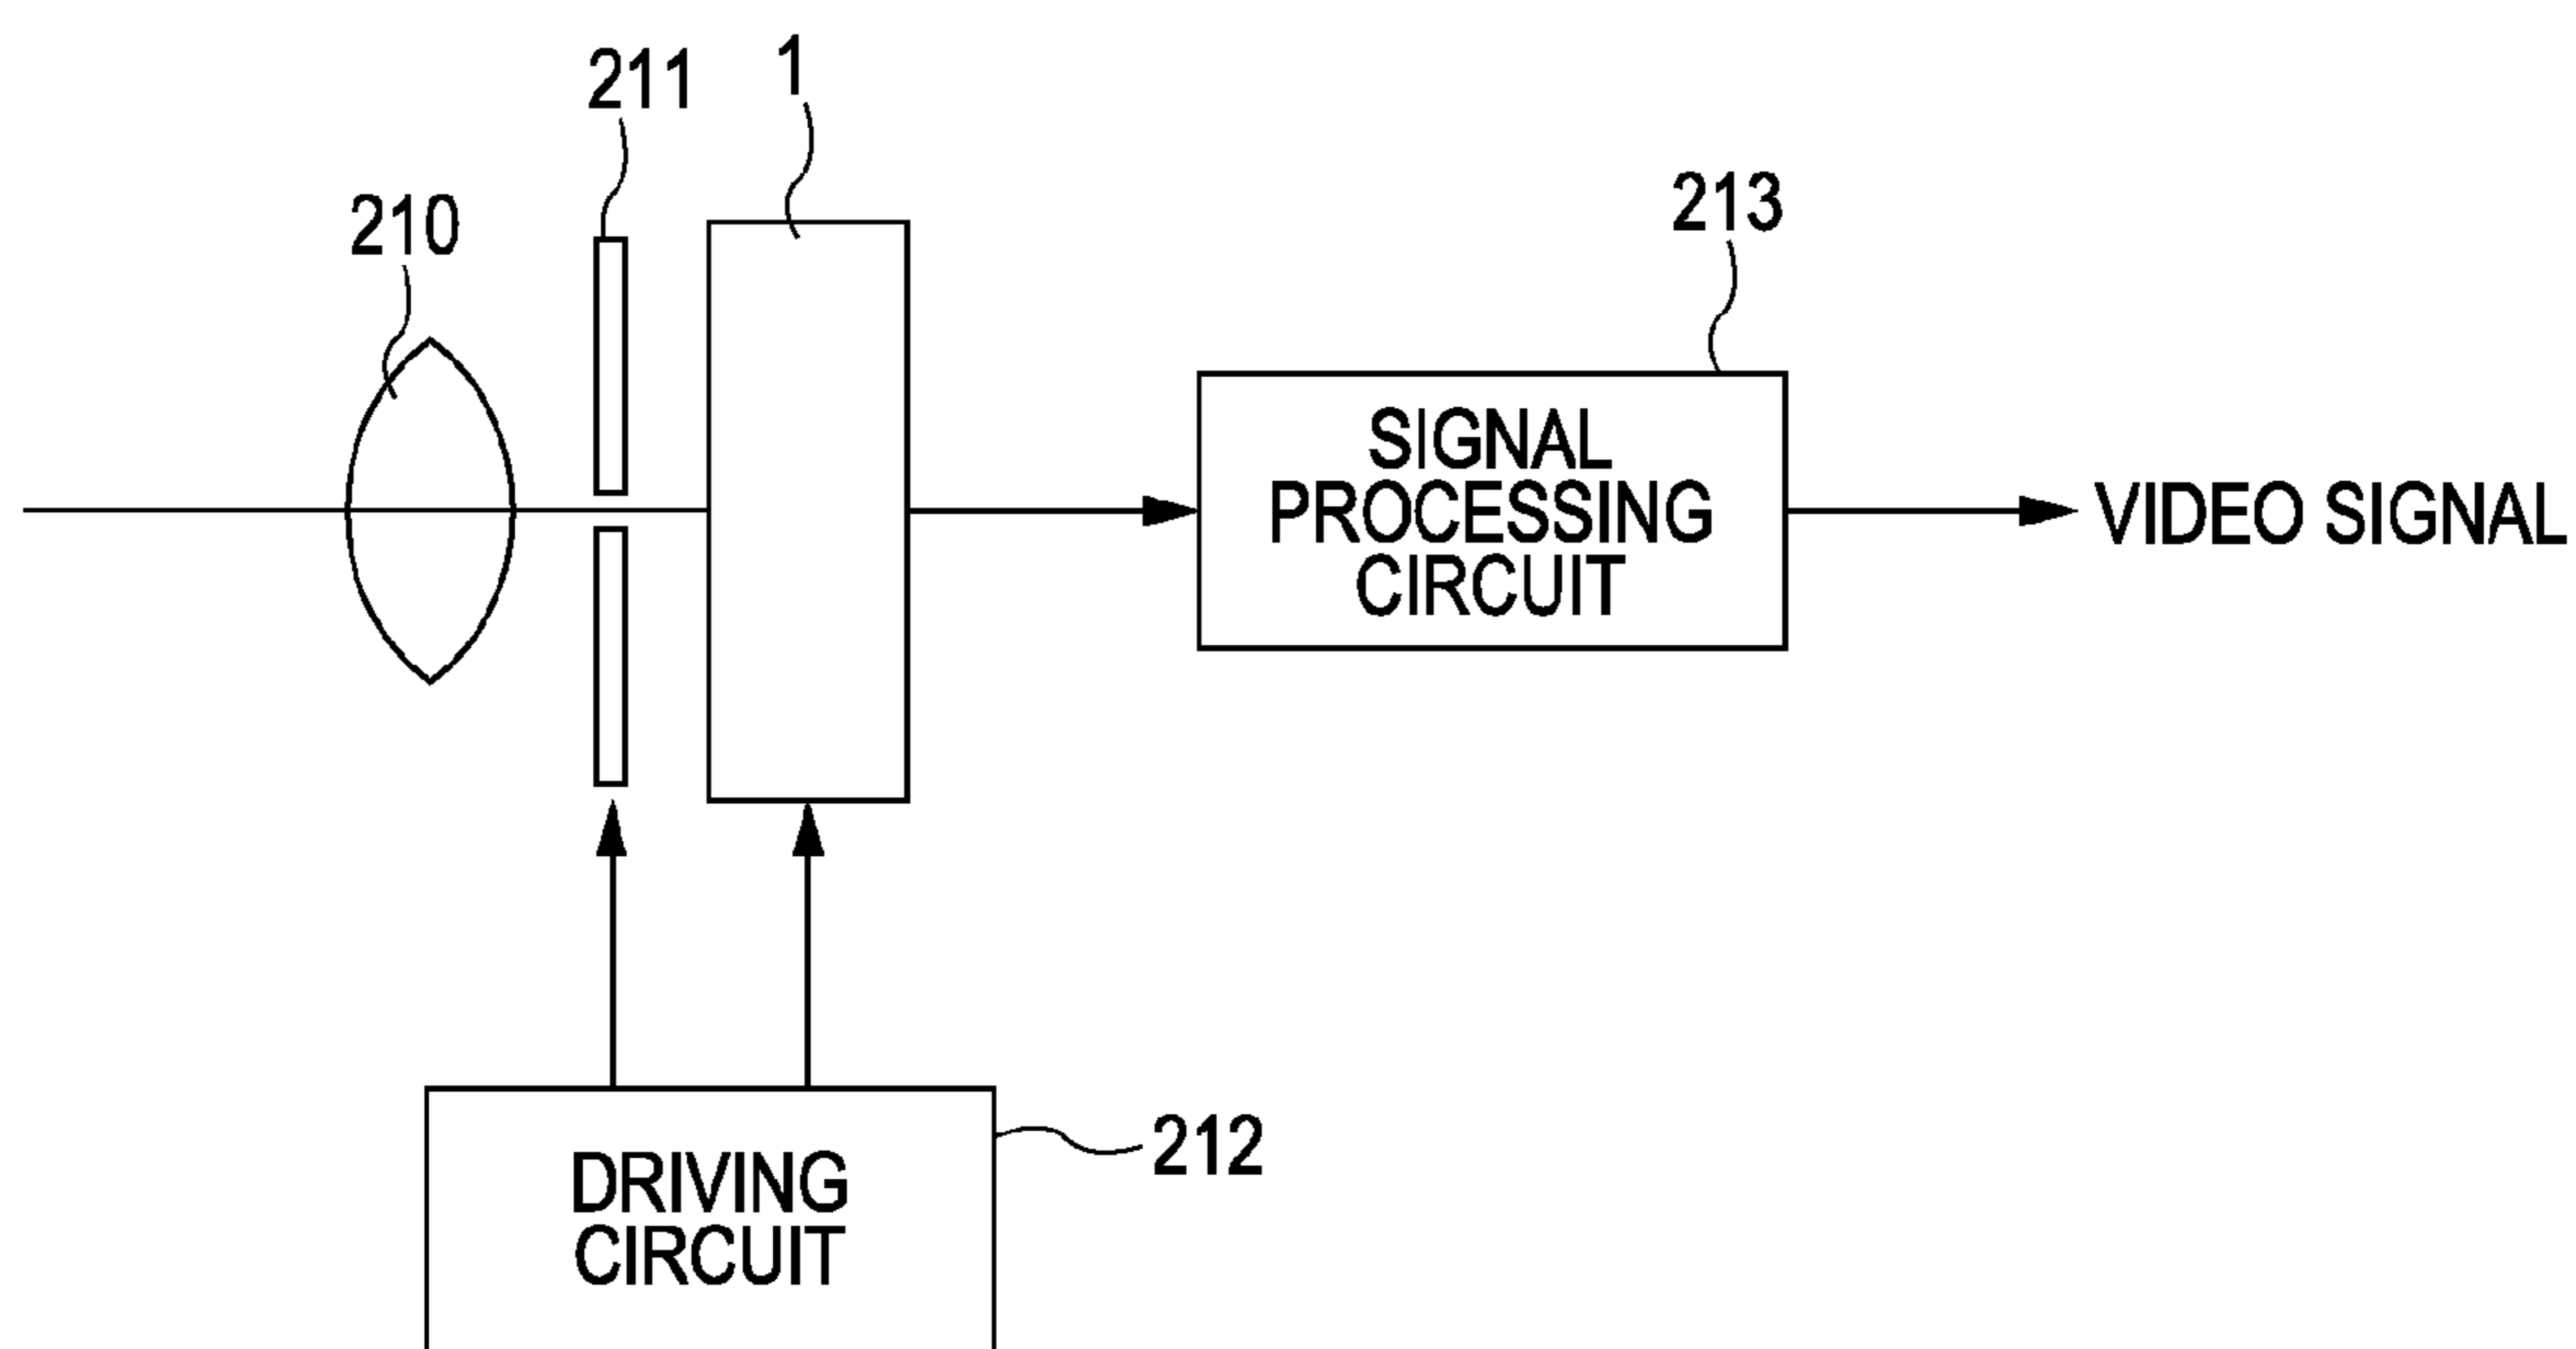 211
1
210
213
SIGNAL
PROCESSING
CIRCUIT
VIDEO SIGNAL
212
DRIVING
CIRCUIT